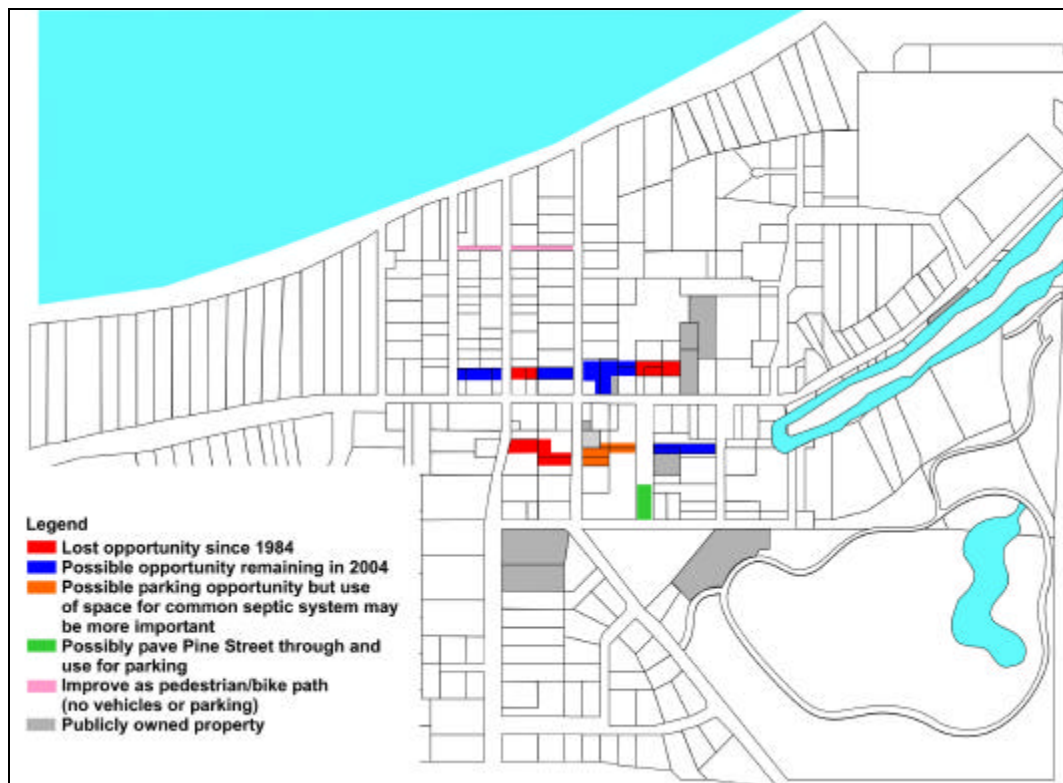 Legend
Lost opportunity since 1984
Possible opportunity remaining in 2004
Possible parking opportunity but use
of space for common septic system may
be more important
Possibly pave Pine Street through and
use for parking
Improve as pedestrian/bike path
(no vehicles or parking)
Publicly owned property